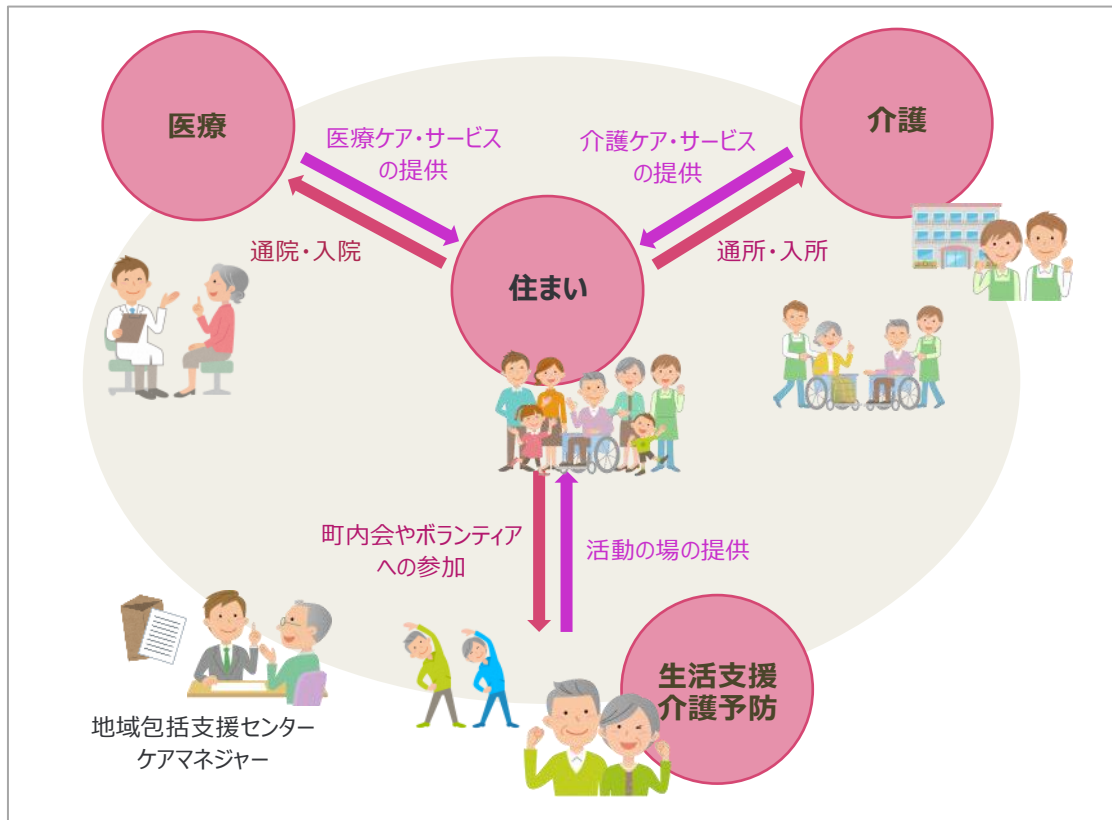 医療
介護
医療ケア・サービス
の提供
介護ケア・サービス
の提供
通院・入院
通所・入所
住まい
町内会やボランティア
への参加
活動の場の提供
生活支援
介護予防
地域包括支援センター
ケアマネジャー